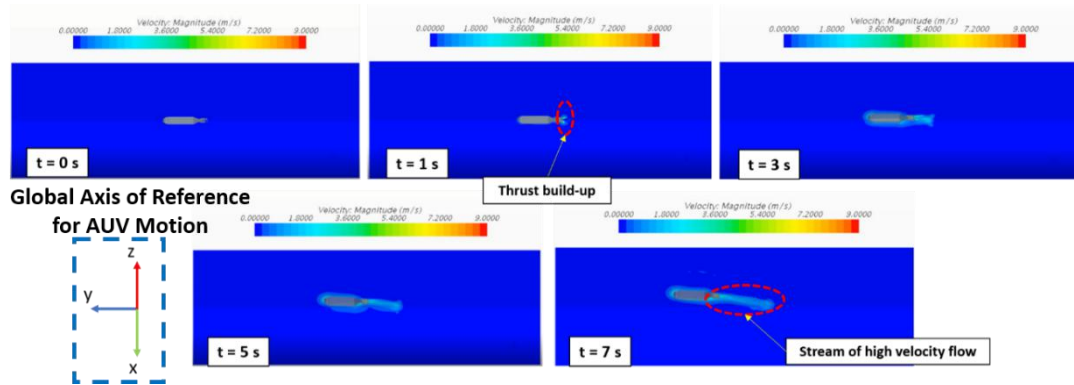 Velocity: Magnitude (m/s)
0.00000 1.8000 3.6000 5.4000 7.2000 9.0000
t = 0 s
Velocity: Magnitude (m/s)
0.00000 1.8000 3.6000 5.4000 7.2000 9.0000
t = 1 s
Thrust build-up
Velocity: Magnitude (m/s)
0.00000 1.8000 3.6000 5.4000 7.2000 9.0000
t = 3 s
Global Axis of Reference
for AUV Motion
z
y
x
Velocity: Magnitude (m/s)
0.00000 1.8000 3.6000 5.4000 7.2000 9.0000
t = 5 s
Velocity: Magnitude (m/s)
0.00000 1.8000 3.6000 5.4000 7.2000 9.0000
t = 7 s
Stream of high velocity flow